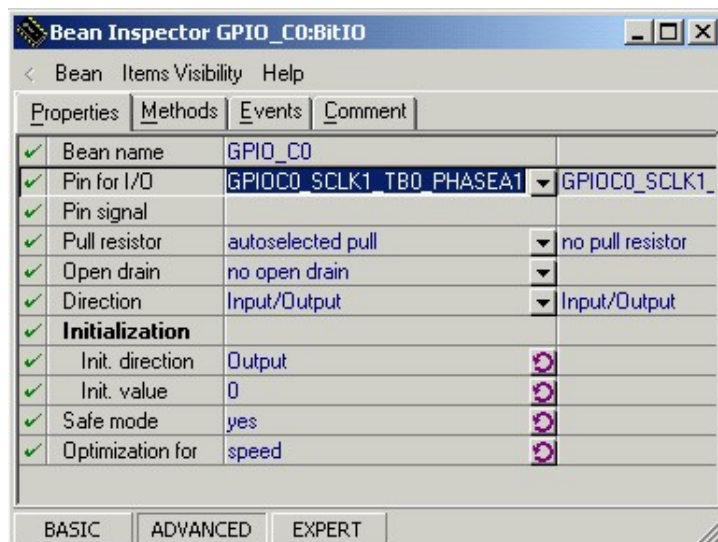 Bean Inspector GPIO_C0:BitIO
< Bean Items Visibility Help
Properties Methods Events Comment
Bean name GPIO_C0
Pin for I/O GPIOC0_SCLK1_TB0_PHASEA1 GPIOC0_SCLK1_
Pin signal
Pull resistor autoselected pull no pull resistor
Open drain no open drain
Direction Input/Output Input/Output
Initialization
Init. direction Output
Init. value 0
Safe mode yes
Optimization for speed
BASIC ADVANCED EXPERT